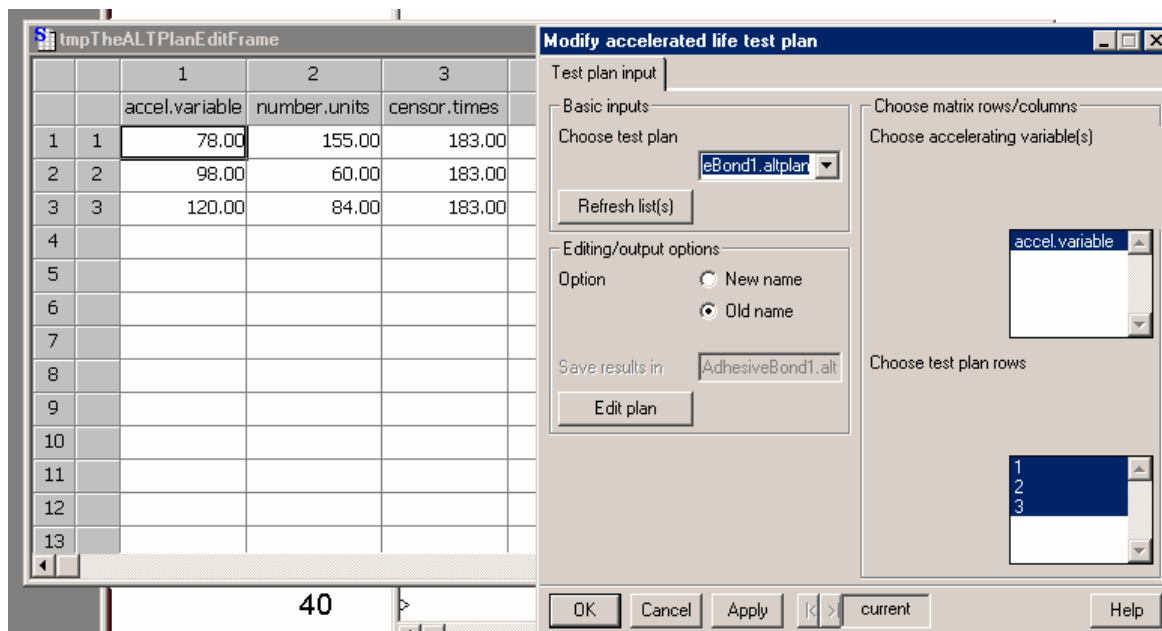 tmpTheALTPlanEditFrame
1 2 3
accel.variable number.units censor.times
1 1 78.00 155.00 183.00
2 2 98.00 60.00 183.00
3 3 120.00 84.00 183.00
4
5
6
7
8
9
10
11
12
13
40
>
Modify accelerated life test plan
Test plan input
Basic inputs
Choose test plan
eBond1.altplan
Refresh list(s)
Editing/output options
Option
New name
Old name
Save results in AdhesiveBond1.alt
Edit plan
Choose matrix rows/columns
Choose accelerating variable(s)
accel.variable
Choose test plan rows
1
2
3
OK Cancel Apply current Help